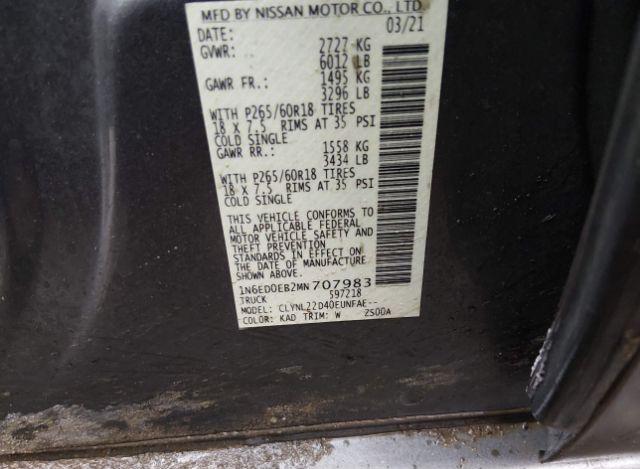 MFD BY NISSAN MOTOR CO., LTD
DATE: 03/21
GVWR: 2727 KG
6012 LB
GAWR FR.: 1495 KG
3296 LB
WITH P265/60R18 TIRES
18 X 7.5 RIMS AT 35 PSI
COLD SINGLE
GAWR RR.: 1558 KG
3434 LB
WITH P265/60R18 TIRES
18 X 7.5 RIMS AT 35 PSI
COLD SINGLE
THIS VEHICLE CONFORMS TO
ALL APPLICABLE FEDERAL
MOTOR VEHICLE SAFETY AND
THEFT PREVENTION
STANDARDS IN EFFECT ON
THE DATE OF MANUFACTURE
SHOWN ABOVE.
1N6ED0EB2MN707983
TRUCK 597218
MODEL: CLYNL22D40EUNFAE--
COLOR: KAD TRIM: W ZS00A